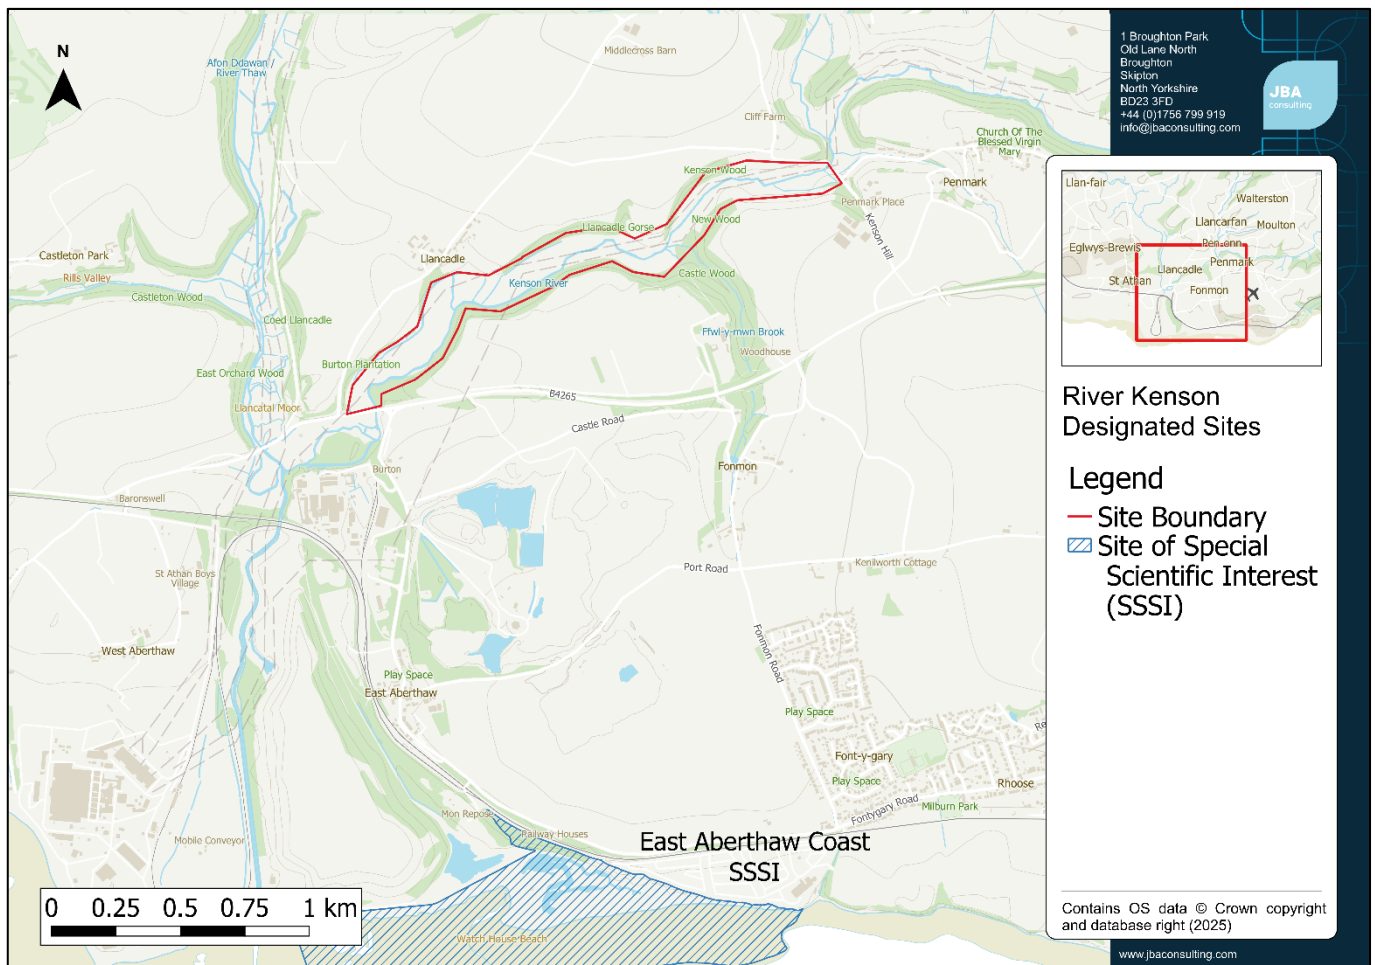 N
Afon Ddawan /
River Thaw
Middlecross Barn
Cliff Farm
Church Of The
Blessed Virgin
Mary
Kenson Wood
Penmark
Penmark Place
New Wood
Kenson Hill
Llancadle Gorse
Llancadle
Castleton Park
Rills Valley
Castleton Wood
Castle Wood
Kenson River
Coed Llancadle
Ffwl-y-mwn Brook
Woodhouse
Burton Plantation
East Orchard Wood
Llancatal Moor
B4265
Castle Road
Burton
Fonmon
Baronswell
St Athan Boys
Village
Port Road
Kenilworth Cottage
West Aberthaw
Fonmon Road
Play Space
East Aberthaw
Play Space
Font-y-gary
Play Space
Rhoose
Re
Fontygary Road
Milburn Park
Mon Repose
Railway Houses
Mobile Conveyor
East Aberthaw Coast
SSSI
Watch House Beach
0 0.25 0.5 0.75 1 km
1 Broughton Park
Old Lane North
Broughton
Skipton
North Yorkshire
BD23 3FD
+44 (0)1756 799 919
info@jbaconsulting.com
JBA
consulting
Llan-fair
Walterston
Llancarfan
Moulton
Eglwys-Brewis
Pen-onn
Penmark
Llancadle
St Athan
Fonmon
River Kenson
Designated Sites
Legend
Site Boundary
Site of Special
Scientific Interest
(SSSI)
Contains OS data © Crown copyright
and database right (2025)
www.jbaconsulting.com